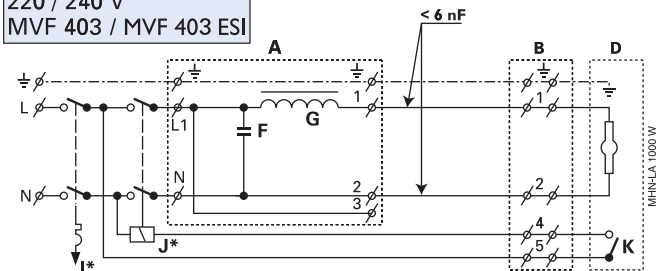 220 / 240 V
MVF 403 / MVF 403 ESI
< 6 nF
A
B
D
L
L1
1
1
F
G
MHN-LA 1000 W
N
N
2
2
3
J*
4
5
K
I*